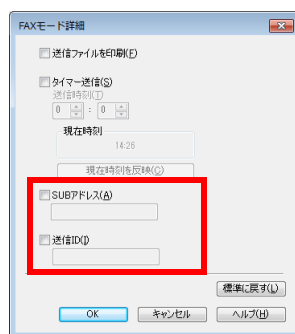 FAXモード詳細
送信ファイルを印刷(F)
タイマー送信(S)
送信時刻(T)
0 : 0
現在時刻
14:26
現在時刻を反映(C)
SUBアドレス(A)
送信ID(I)
標準に戻す(L)
OK キャンセル ヘルプ(H)